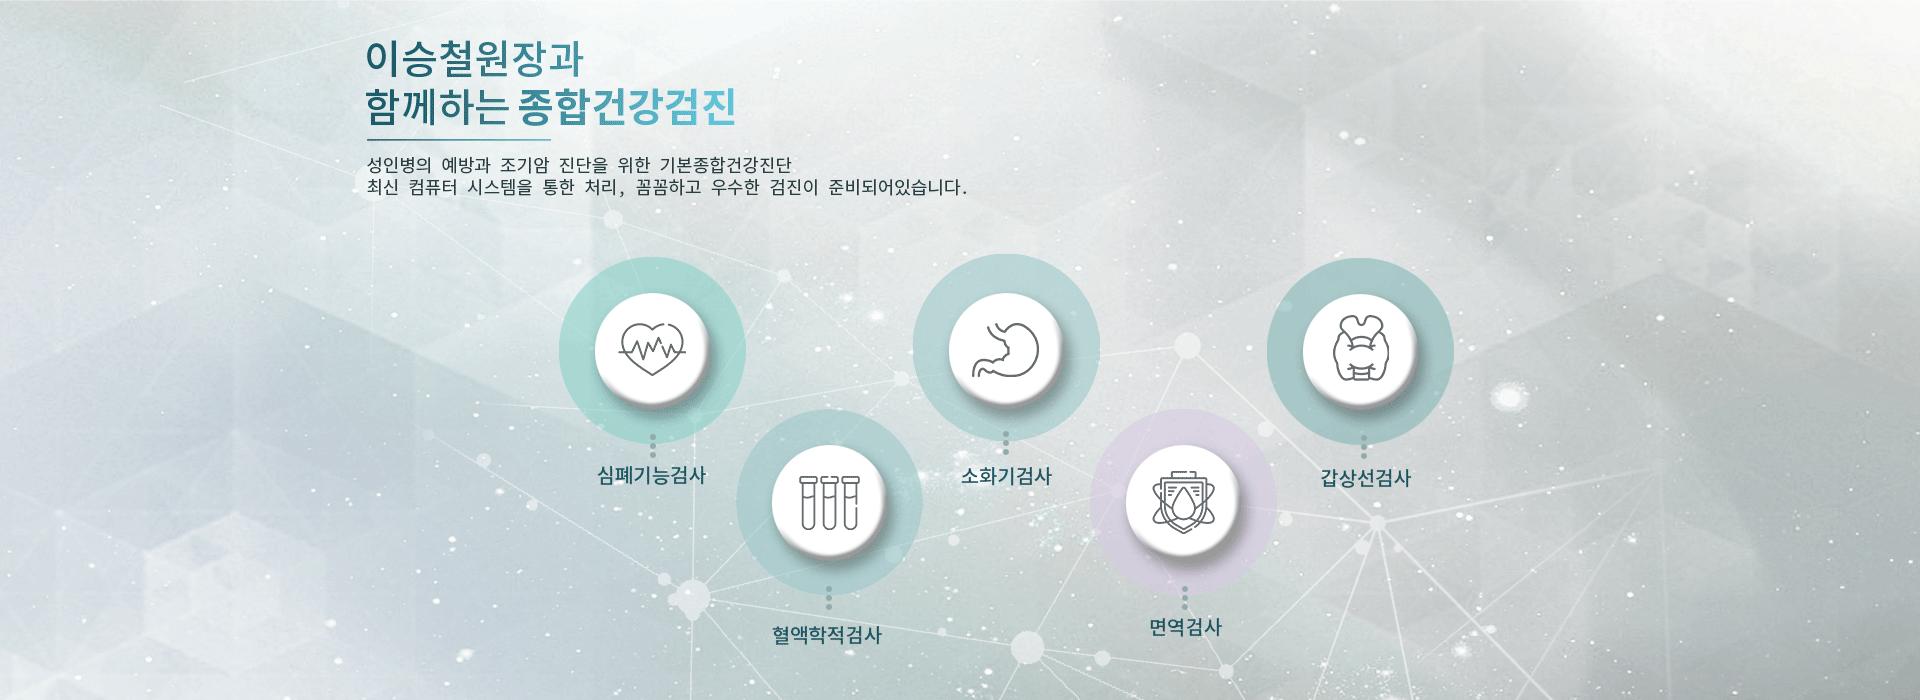 이승철원장과
함께하는 종합건강검진
성인병의 예방과 조기암 진단을 위한 기본종합건강진단
최신 컴퓨터 시스템을 통한 처리, 꼼꼼하고 우수한 검진이 준비되어있습니다.
심폐기능검사
소화기검사
갑상선검사
혈액학적검사
면역검사